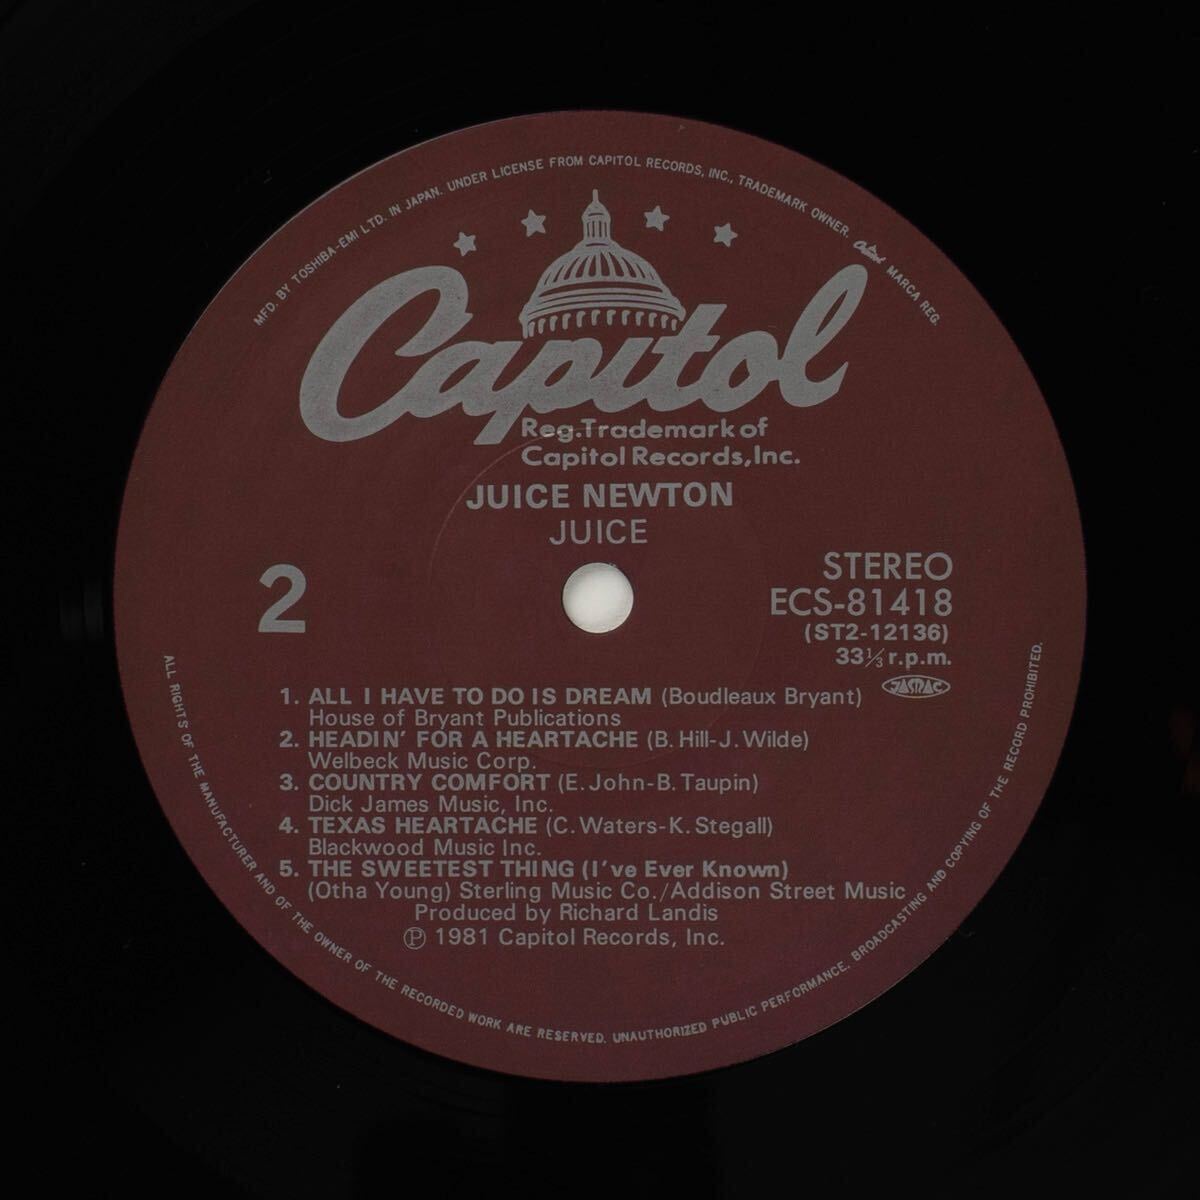 MFD. BY TOSHIBA-EMI LTD. IN JAPAN. UNDER LICENSE FROM CAPITOL RECORDS, INC., TRADEMARK OWNER. Capitol MARCA REG.
Capitol
Reg.Trademark of
Capitol Records,Inc.
JUICE NEWTON
JUICE
2
STEREO
ECS-81418
(ST2-12136)
33⅓ r.p.m.
JASRAC
1. ALL I HAVE TO DO IS DREAM (Boudleaux Bryant)
House of Bryant Publications
2. HEADIN' FOR A HEARTACHE (B. Hill-J. Wilde)
Welbeck Music Corp.
3. COUNTRY COMFORT (E. John-B. Taupin)
Dick James Music, Inc.
4. TEXAS HEARTACHE (C. Waters-K. Stegall)
Blackwood Music Inc.
5. THE SWEETEST THING (I've Ever Known)
(Otha Young) Sterling Music Co./Addison Street Music
Produced by Richard Landis
℗ 1981 Capitol Records, Inc.
ALL RIGHTS OF THE MANUFACTURER AND OF THE OWNER OF THE RECORDED WORK ARE RESERVED. UNAUTHORIZED PUBLIC PERFORMANCE, BROADCASTING AND COPYING OF THE RECORD PROHIBITED.